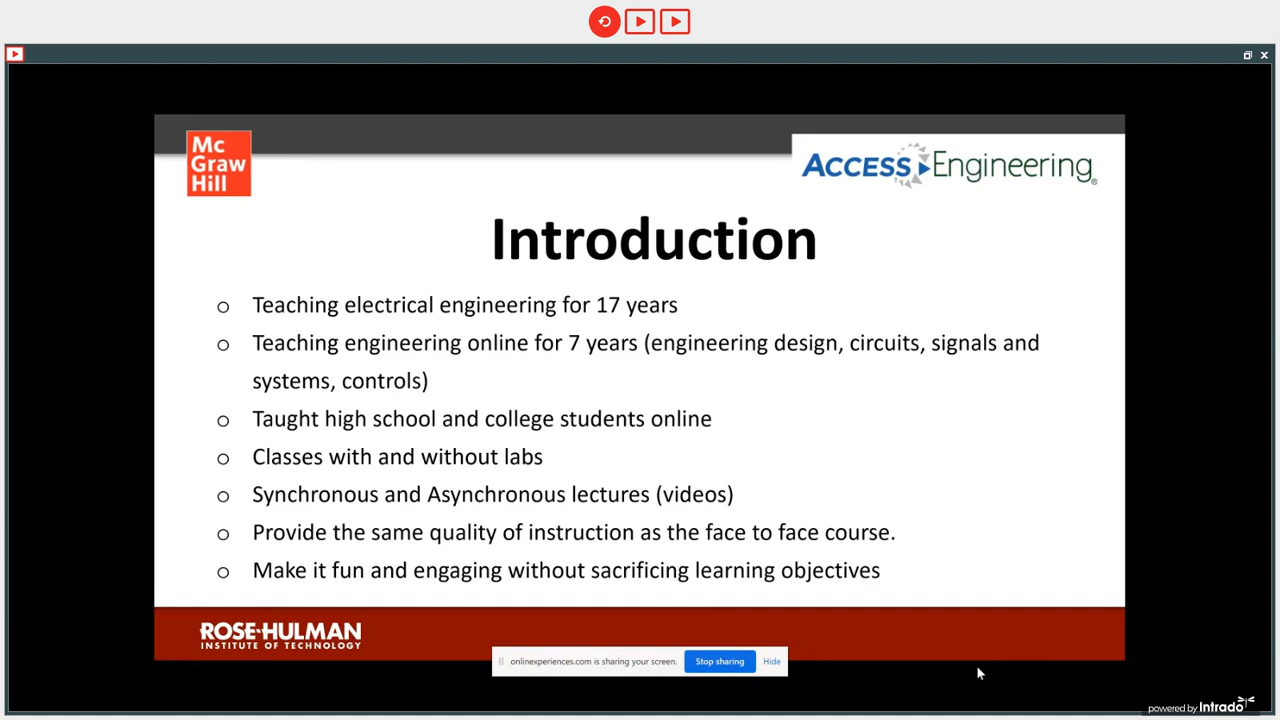 Mc
Graw
Hill
ACCESS Engineering®
Introduction
o Teaching electrical engineering for 17 years
o Teaching engineering online for 7 years (engineering design, circuits, signals and
systems, controls)
o Taught high school and college students online
o Classes with and without labs
o Synchronous and Asynchronous lectures (videos)
o Provide the same quality of instruction as the face to face course.
o Make it fun and engaging without sacrificing learning objectives
ROSE-HULMAN
INSTITUTE OF TECHNOLOGY
onlinexperiences.com is sharing your screen. Stop sharing Hide
powered by Intrado